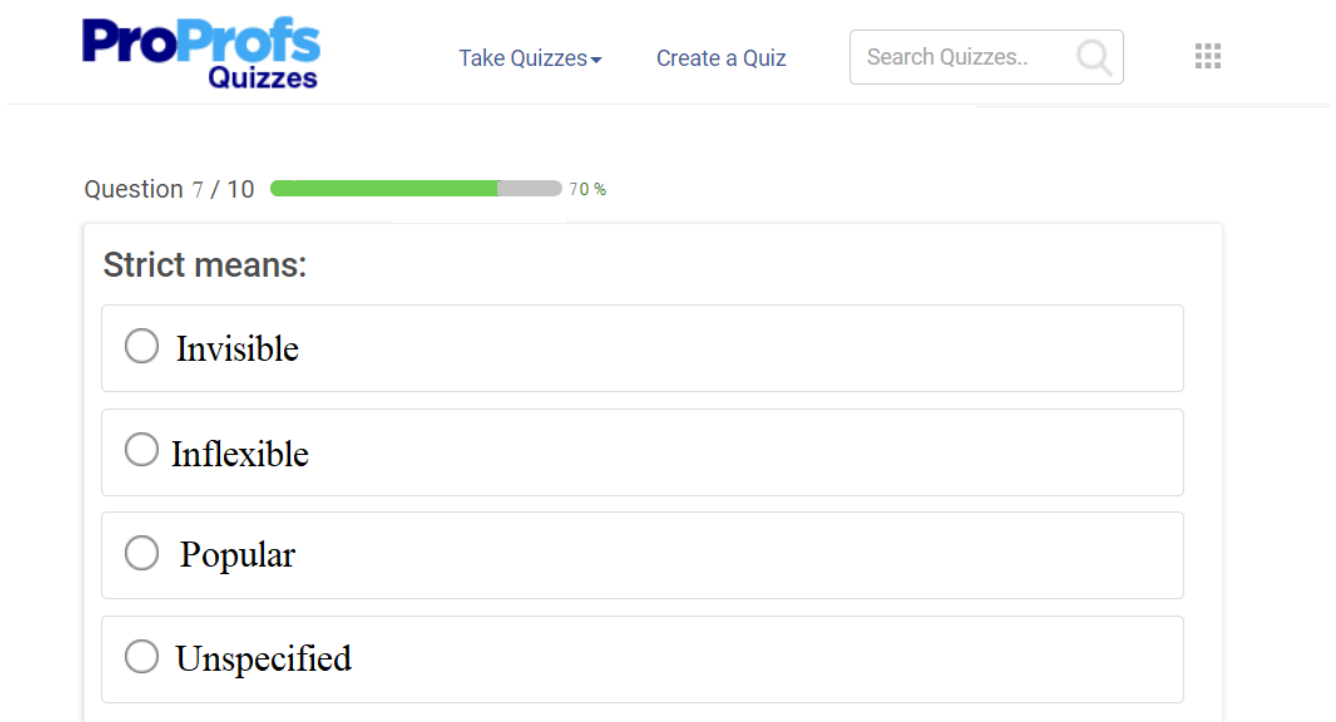 ProProfs
Quizzes
Take Quizzes
Create a Quiz
Search Quizzes..
Question 7 / 10
70 %
Strict means:
Invisible
Inflexible
Popular
Unspecified